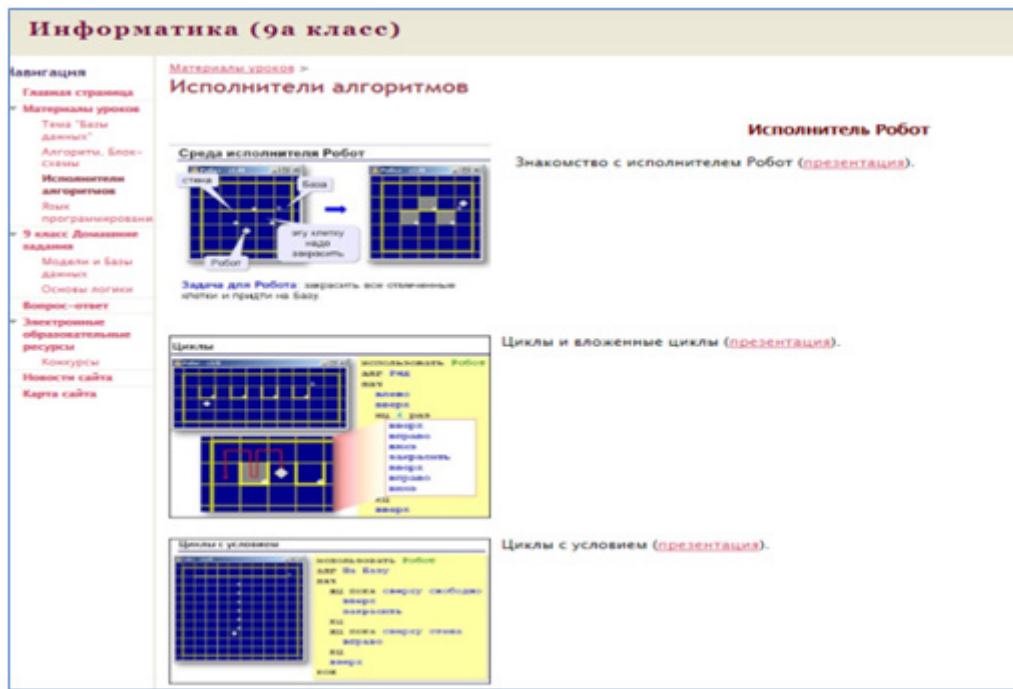 Информатика (9а класс)
Навигация
Главная страница
Материалы уроков
Тема "Базы
данных"
Алгоритм. Блок-
схемы
Исполнители
алгоритмов
Язык
программировани
9 класс Домашние
задания
Модели и Базы
данных
Основы логики
Вопрос-ответ
Электронные
образовательные
ресурсы
Конкурсы
Новости сайта
Карта сайта
Материалы уроков >
Исполнители алгоритмов
Исполнитель Робот
Среда исполнителя Робот
стена
База
эту клетку
надо
закрасить
Робот
Задача для Робота: закрасить все отмеченные
клетки и придти на Базу.
Знакомство с исполнителем Робот (презентация).
Циклы
использовать Робот
алг Ряд
нач
влево
вверх
нц 4 раз
вверх
вправо
вниз
закрасить
вверх
вправо
вниз
кц
вверх
Циклы и вложенные циклы (презентация).
Циклы с условием
использовать Робот
алг На Базу
нач
нц пока сверху свободно
вверх
закрасить
кц
нц пока сверху стена
вправо
кц
вверх
кон
Циклы с условием (презентация).